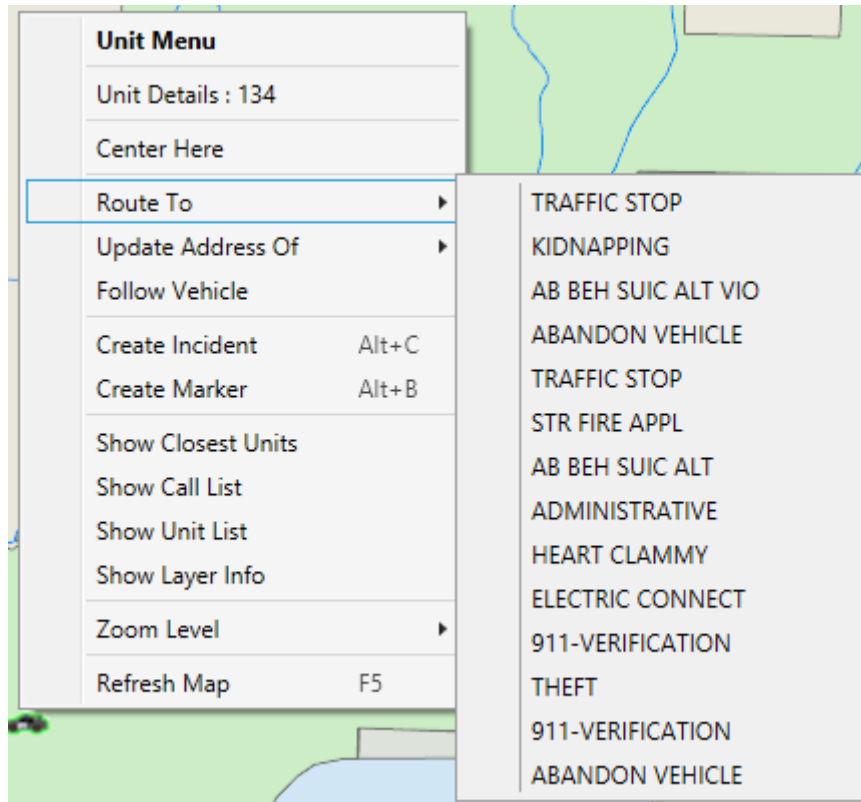 Unit Menu
Unit Details : 134
Center Here
Route To
Update Address Of
Follow Vehicle
Create Incident Alt+C
Create Marker Alt+B
Show Closest Units
Show Call List
Show Unit List
Show Layer Info
Zoom Level
Refresh Map F5
TRAFFIC STOP
KIDNAPPING
AB BEH SUIC ALT VIO
ABANDON VEHICLE
TRAFFIC STOP
STR FIRE APPL
AB BEH SUIC ALT
ADMINISTRATIVE
HEART CLAMMY
ELECTRIC CONNECT
911-VERIFICATION
THEFT
911-VERIFICATION
ABANDON VEHICLE